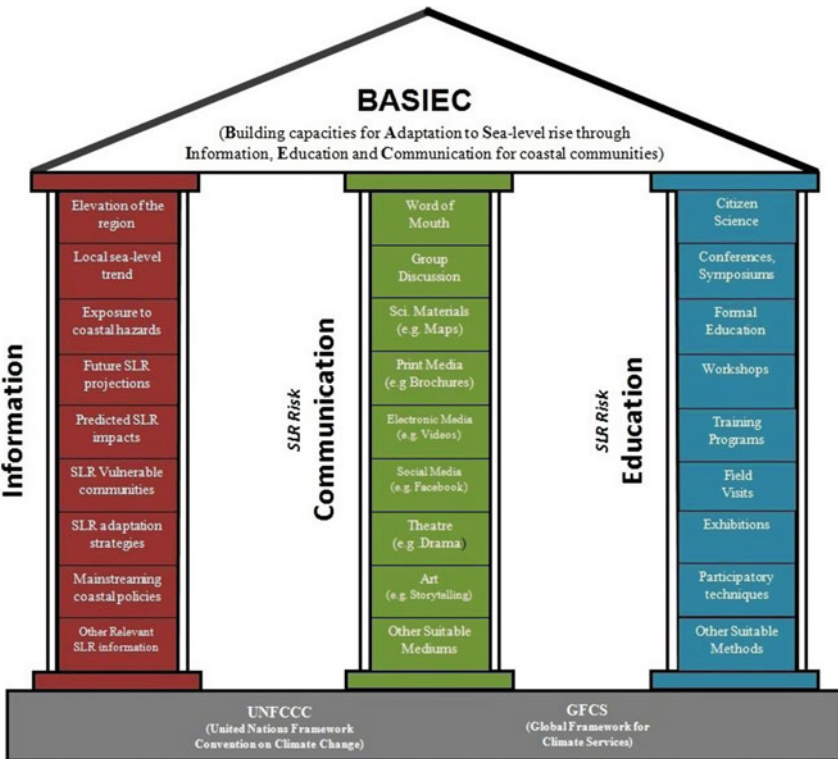 BASIEC
(Building capacities for Adaptation to Sea-level rise through
Information, Education and Communication for coastal communities)
Information
Elevation of the
region
Local sea-level
trend
Exposure to
coastal hazards
Future SLR
projections
Predicted SLR
impacts
SLR Vulnerable
communities
SLR adaptation
strategies
Mainstreaming
coastal policies
Other Relevant
SLR information
SLR Risk
Communication
Word of
Mouth
Group
Discussion
Sci. Materials
(e.g. Maps)
Print Media
(e.g Brochures)
Electronic Media
(e.g. Videos)
Social Media
(e.g. Facebook)
Theatre
(e.g .Drama)
Art
(e.g. Storytelling)
Other Suitable
Mediums
SLR Risk
Education
Citizen
Science
Conferences,
Symposiums
Formal
Education
Workshops
Training
Programs
Field
Visits
Exhibitions
Participatory
techniques
Other Suitable
Methods
UNFCCC
(United Nations Framework
Convention on Climate Change)
GFCS
(Global Framework for
Climate Services)